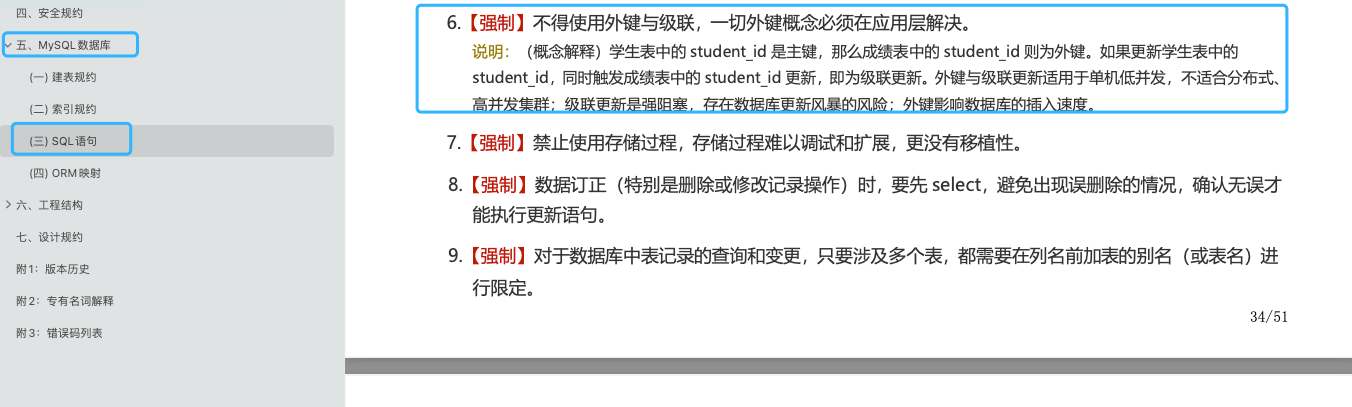 四、安全规约
五、MySQL数据库
(一) 建表规约
(二) 索引规约
(三) SQL语句
(四) ORM映射
六、工程结构
七、设计规约
附1：版本历史
附2：专有名词解释
附3：错误码列表
6.【强制】不得使用外键与级联，一切外键概念必须在应用层解决。
说明：（概念解释）学生表中的 student_id 是主键，那么成绩表中的 student_id 则为外键。如果更新学生表中的
student_id，同时触发成绩表中的 student_id 更新，即为级联更新。外键与级联更新适用于单机低并发，不适合分布式、
高并发集群；级联更新是强阻塞，存在数据库更新风暴的风险；外键影响数据库的插入速度。
7.【强制】禁止使用存储过程，存储过程难以调试和扩展，更没有移植性。
8.【强制】数据订正（特别是删除或修改记录操作）时，要先 select，避免出现误删除的情况，确认无误才
能执行更新语句。
9.【强制】对于数据库中表记录的查询和变更，只要涉及多个表，都需要在列名前加表的别名（或表名）进
行限定。
34/51